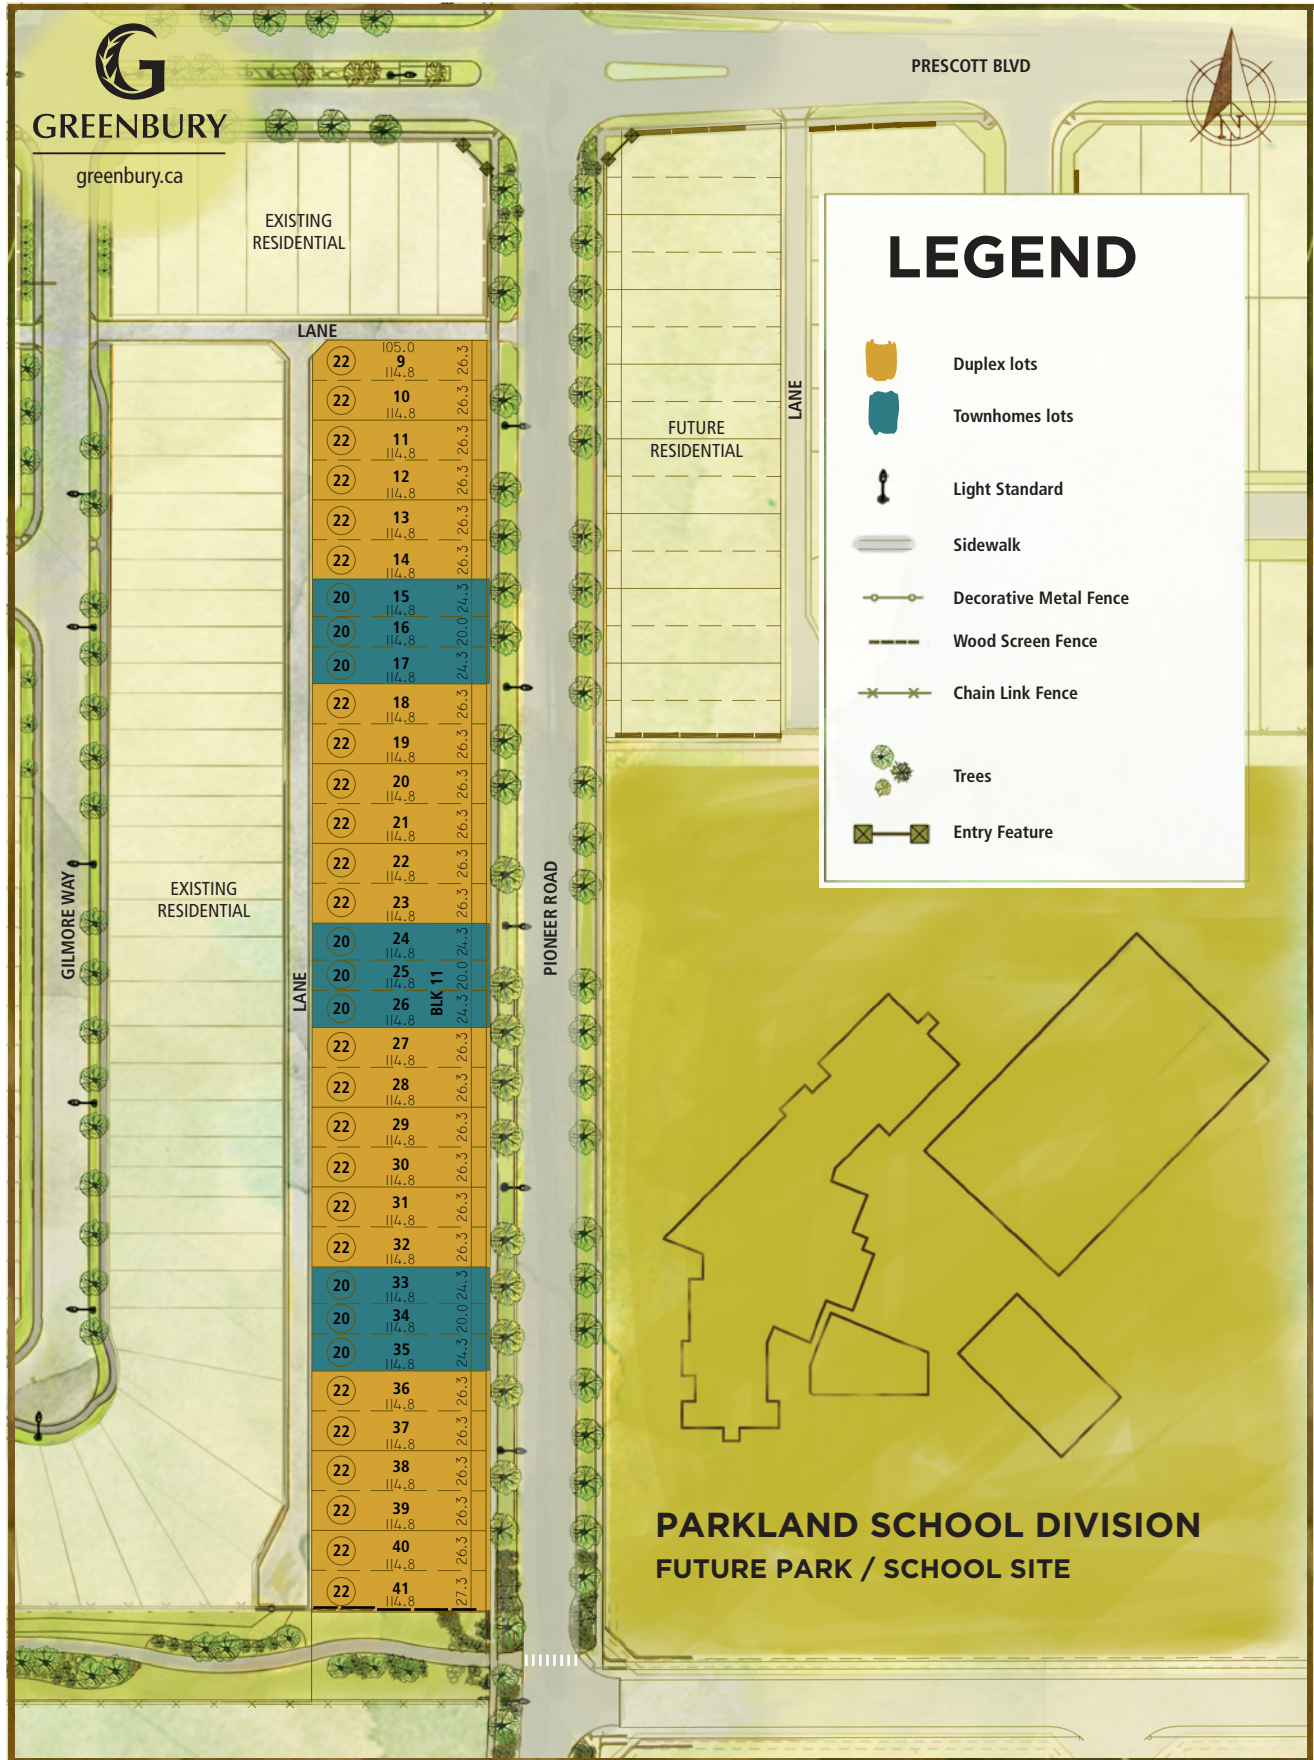 GREENBURY
greenbury.ca
PRESCOTT BLVD
N
EXISTING
RESIDENTIAL
LANE
LEGEND
Duplex lots
Townhomes lots
Light Standard
Sidewalk
Decorative Metal Fence
Wood Screen Fence
Chain Link Fence
Trees
Entry Feature
FUTURE
RESIDENTIAL
LANE
105.0
22 9 114.8 26.3
22 10 114.8 26.3
22 11 114.8 26.3
22 12 114.8 26.3
22 13 114.8 26.3
22 14 114.8 26.3
20 15 114.8 24.3
20 16 114.8 20.0
20 17 114.8 24.3
22 18 114.8 26.3
22 19 114.8 26.3
22 20 114.8 26.3
22 21 114.8 26.3
22 22 114.8 26.3
22 23 114.8 26.3
20 24 114.8 24.3
20 25 114.8 20.0
20 26 114.8 24.3
BLK 11
22 27 114.8 26.3
22 28 114.8 26.3
22 29 114.8 26.3
22 30 114.8 26.3
22 31 114.8 26.3
22 32 114.8 26.3
20 33 114.8 24.3
20 34 114.8 20.0
20 35 114.8 24.3
22 36 114.8 26.3
22 37 114.8 26.3
22 38 114.8 26.3
22 39 114.8 26.3
22 40 114.8 26.3
22 41 114.8 27.3
GILMORE WAY
EXISTING
RESIDENTIAL
LANE
PIONEER ROAD
PARKLAND SCHOOL DIVISION
FUTURE PARK / SCHOOL SITE